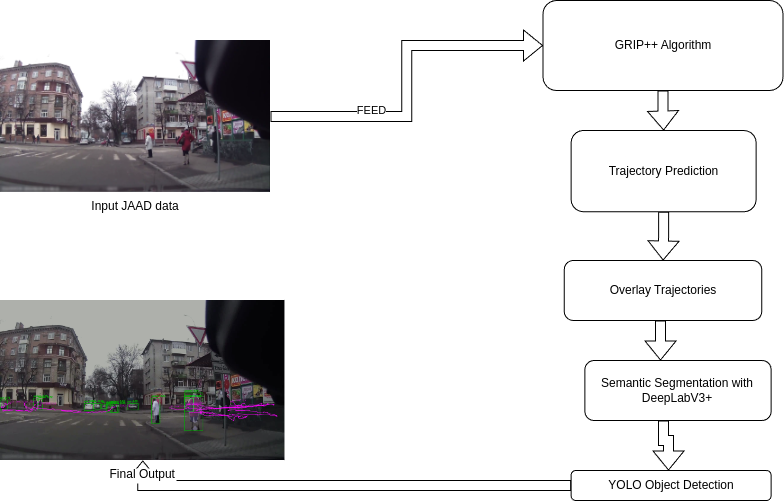 GRIP++ Algorithm
FEED
Input JAAD data
Trajectory Prediction
Overlay Trajectories
Semantic Segmentation with
DeepLabV3+
Final Output
YOLO Object Detection